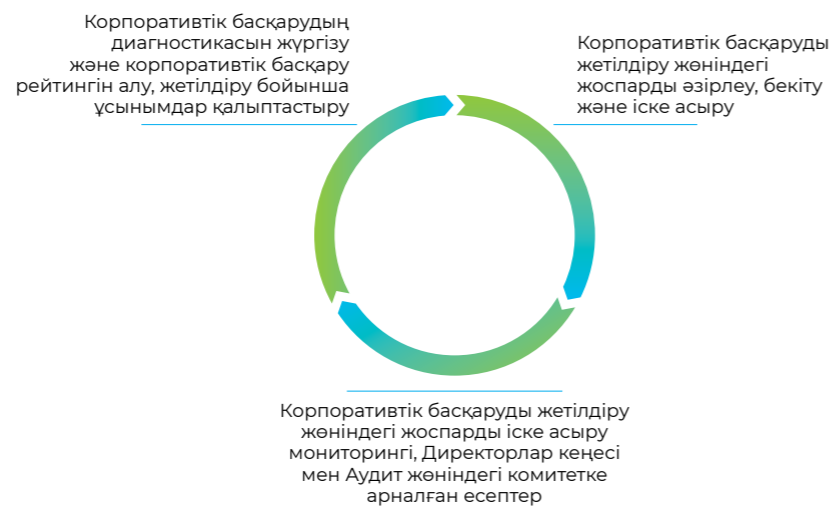 Корпоративтік басқарудың
диагностикасын жүргізу
және корпоративтік басқару
рейтингін алу, жетілдіру бойынша
ұсынымдар қалыптастыру
Корпоративтік басқаруды
жетілдіру жөніндегі
жоспарды әзірлеу, бекіту
және іске асыру
Корпоративтік басқаруды жетілдіру
жөніндегі жоспарды іске асыру
мониторингі, Директорлар кеңесі
мен Аудит жөніндегі комитетке
арналған есептер